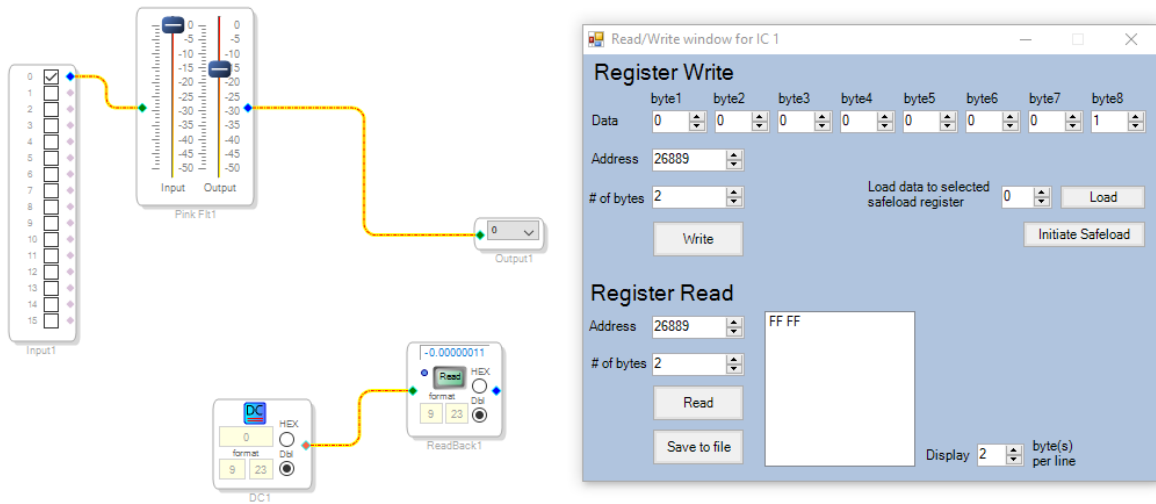 0
1
2
3
4
5
6
7
8
9
10
11
12
13
14
15
Input1
0 0
-5 -5
-10 -10
-15 -15
-20 -20
-25 -25
-30 -30
-35 -35
-40 -40
-45 -45
-50 -50
Input Output
Pink Flt1
0
Output1
-0.00000011
Read HEX
format Dbl
9 23
ReadBack1
DC
0 HEX
format Dbl
9 23
DC1
Read/Write window for IC 1
Register Write
byte1 byte2 byte3 byte4 byte5 byte6 byte7 byte8
Data 0 0 0 0 0 0 0 1
Address 26889
# of bytes 2
Load data to selected
safeload register 0 Load
Write
Initiate Safeload
Register Read
Address 26889
# of bytes 2
FF FF
Read
Save to file
Display 2 byte(s)
per line